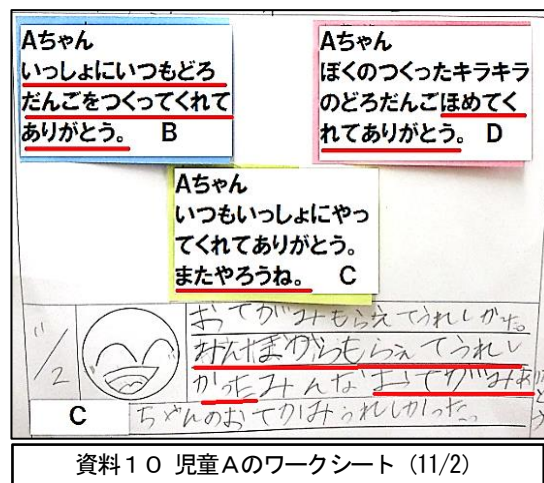 Aちゃん
いっしょにいつもどろ
だんごをつくってくれて
ありがとう。 B
Aちゃん
ぼくのつくったキラキラ
のどろだんごほめてく
れてありがとう。 D
Aちゃん
いつもいっしょにやっ
てくれてありがとう。
またやろうね。 C
11/2
おてがみもらえてうれしかった。
もらえてうれし
かったみんなおてがみあり
C ちゃんのおてがみうれしかった。
資料10 児童Aのワークシート (11/2)